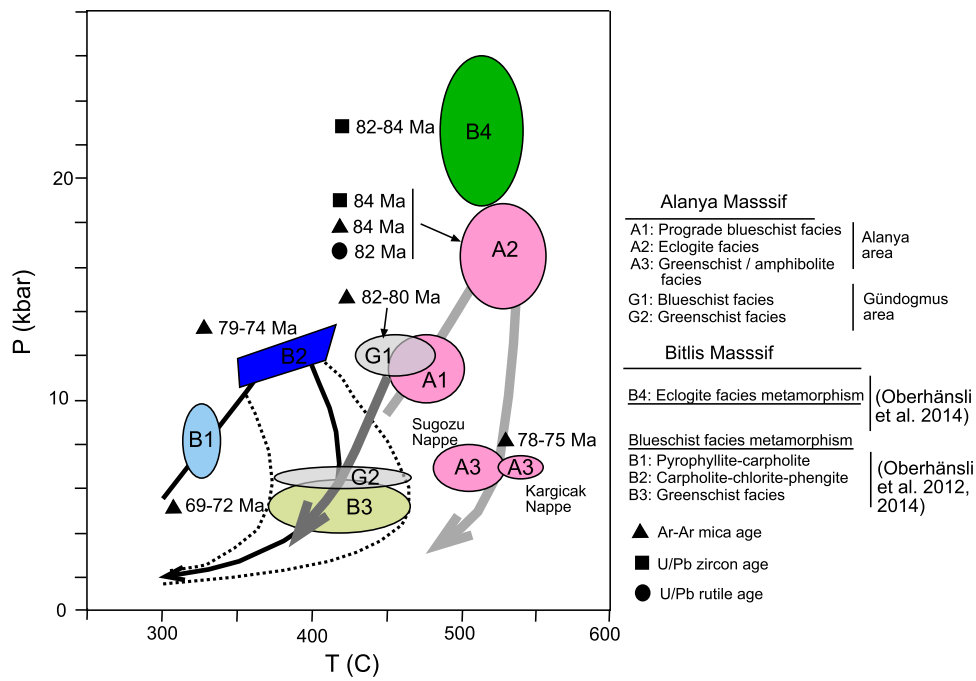 P (kbar)
20
10
0
300
400
500
600
T (C)
B4
82-84 Ma
84 Ma
84 Ma
82 Ma
A2
82-80 Ma
79-74 Ma
B2
G1
A1
B1
Sugozu
Nappe
78-75 Ma
A3
A3
Kargicak
Nappe
G2
B3
69-72 Ma
Alanya Masssif
A1: Prograde blueschist facies
A2: Eclogite facies
A3: Greenschist / amphibolite
facies
Alanya
area
G1: Blueschist facies
G2: Greenschist facies
Gündogmus
area
Bitlis Masssif
B4: Eclogite facies metamorphism
(Oberhänsli
et al. 2014)
Blueschist facies metamorphism
B1: Pyrophyllite-carpholite
B2: Carpholite-chlorite-phengite
B3: Greenschist facies
(Oberhänsli
et al. 2012,
2014)
Ar-Ar mica age
U/Pb zircon age
U/Pb rutile age